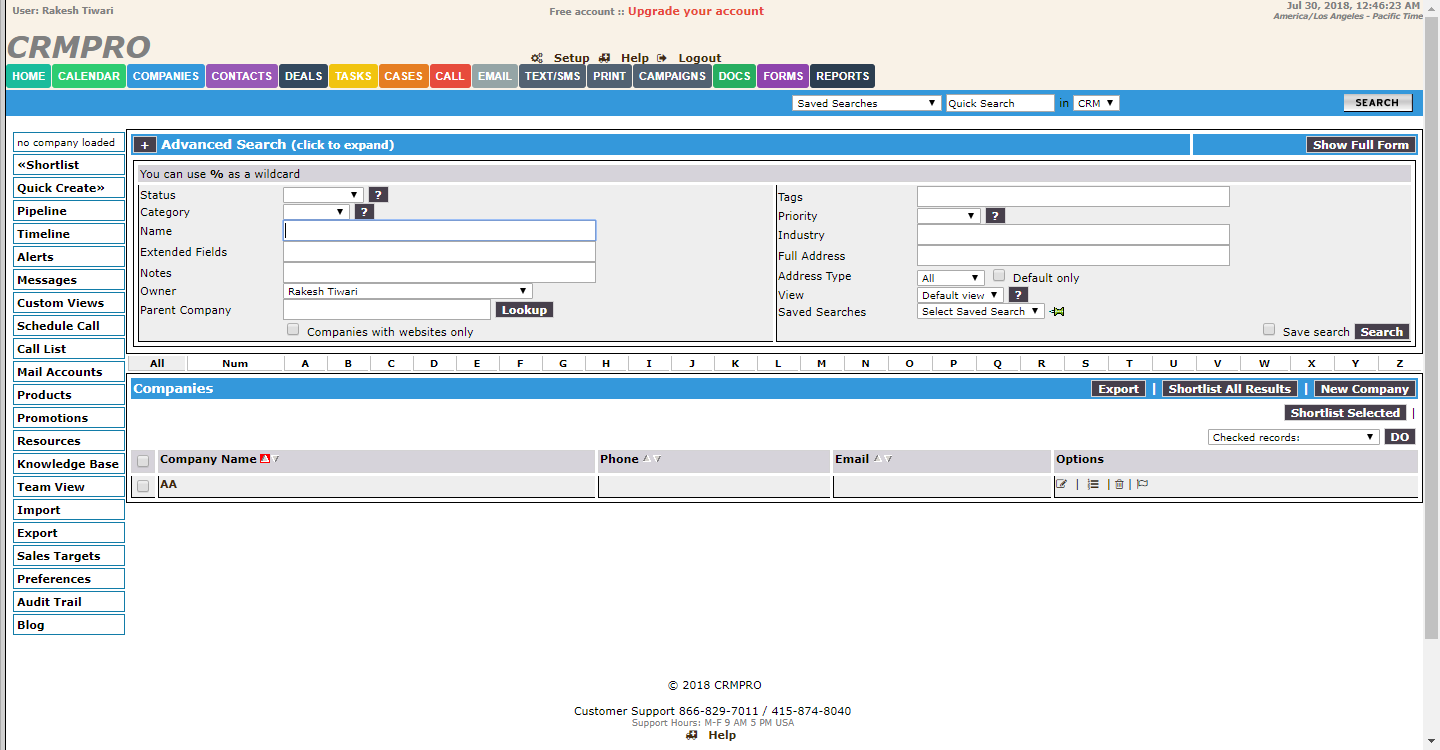 User: Rakesh Tiwari
Free account :: Upgrade your account
Jul 30, 2018, 12:46:23 AM
America/Los Angeles - Pacific Time
CRMPRO
Setup Help Logout
HOME CALENDAR COMPANIES CONTACTS DEALS TASKS CASES CALL EMAIL TEXT/SMS PRINT CAMPAIGNS DOCS FORMS REPORTS
Saved Searches Quick Search in CRM SEARCH
no company loaded
«Shortlist
Quick Create»
Pipeline
Timeline
Alerts
Messages
Custom Views
Schedule Call
Call List
Mail Accounts
Products
Promotions
Resources
Knowledge Base
Team View
Import
Export
Sales Targets
Preferences
Audit Trail
Blog
+ Advanced Search (click to expand) Show Full Form
You can use % as a wildcard
Status ?
Category ?
Name
Extended Fields
Notes
Owner Rakesh Tiwari
Parent Company Lookup
Companies with websites only
Tags
Priority ?
Industry
Full Address
Address Type All Default only
View Default view ?
Saved Searches Select Saved Search
Save search Search
All Num A B C D E F G H I J K L M N O P Q R S T U V W X Y Z
Companies Export | Shortlist All Results | New Company
Shortlist Selected |
Checked records: DO
Company Name Phone Email Options
AA | | |
© 2018 CRMPRO
Customer Support 866-829-7011 / 415-874-8040
Support Hours: M-F 9 AM 5 PM USA
Help